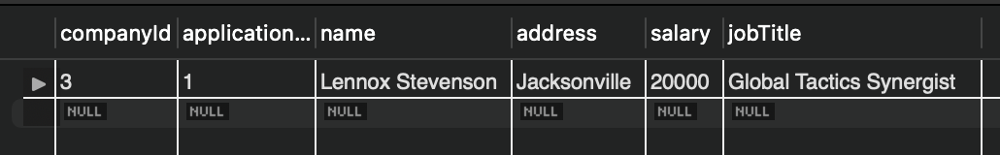 companyId application... name address salary jobTitle
3 1 Lennox Stevenson Jacksonville 20000 Global Tactics Synergist
NULL NULL NULL NULL NULL NULL